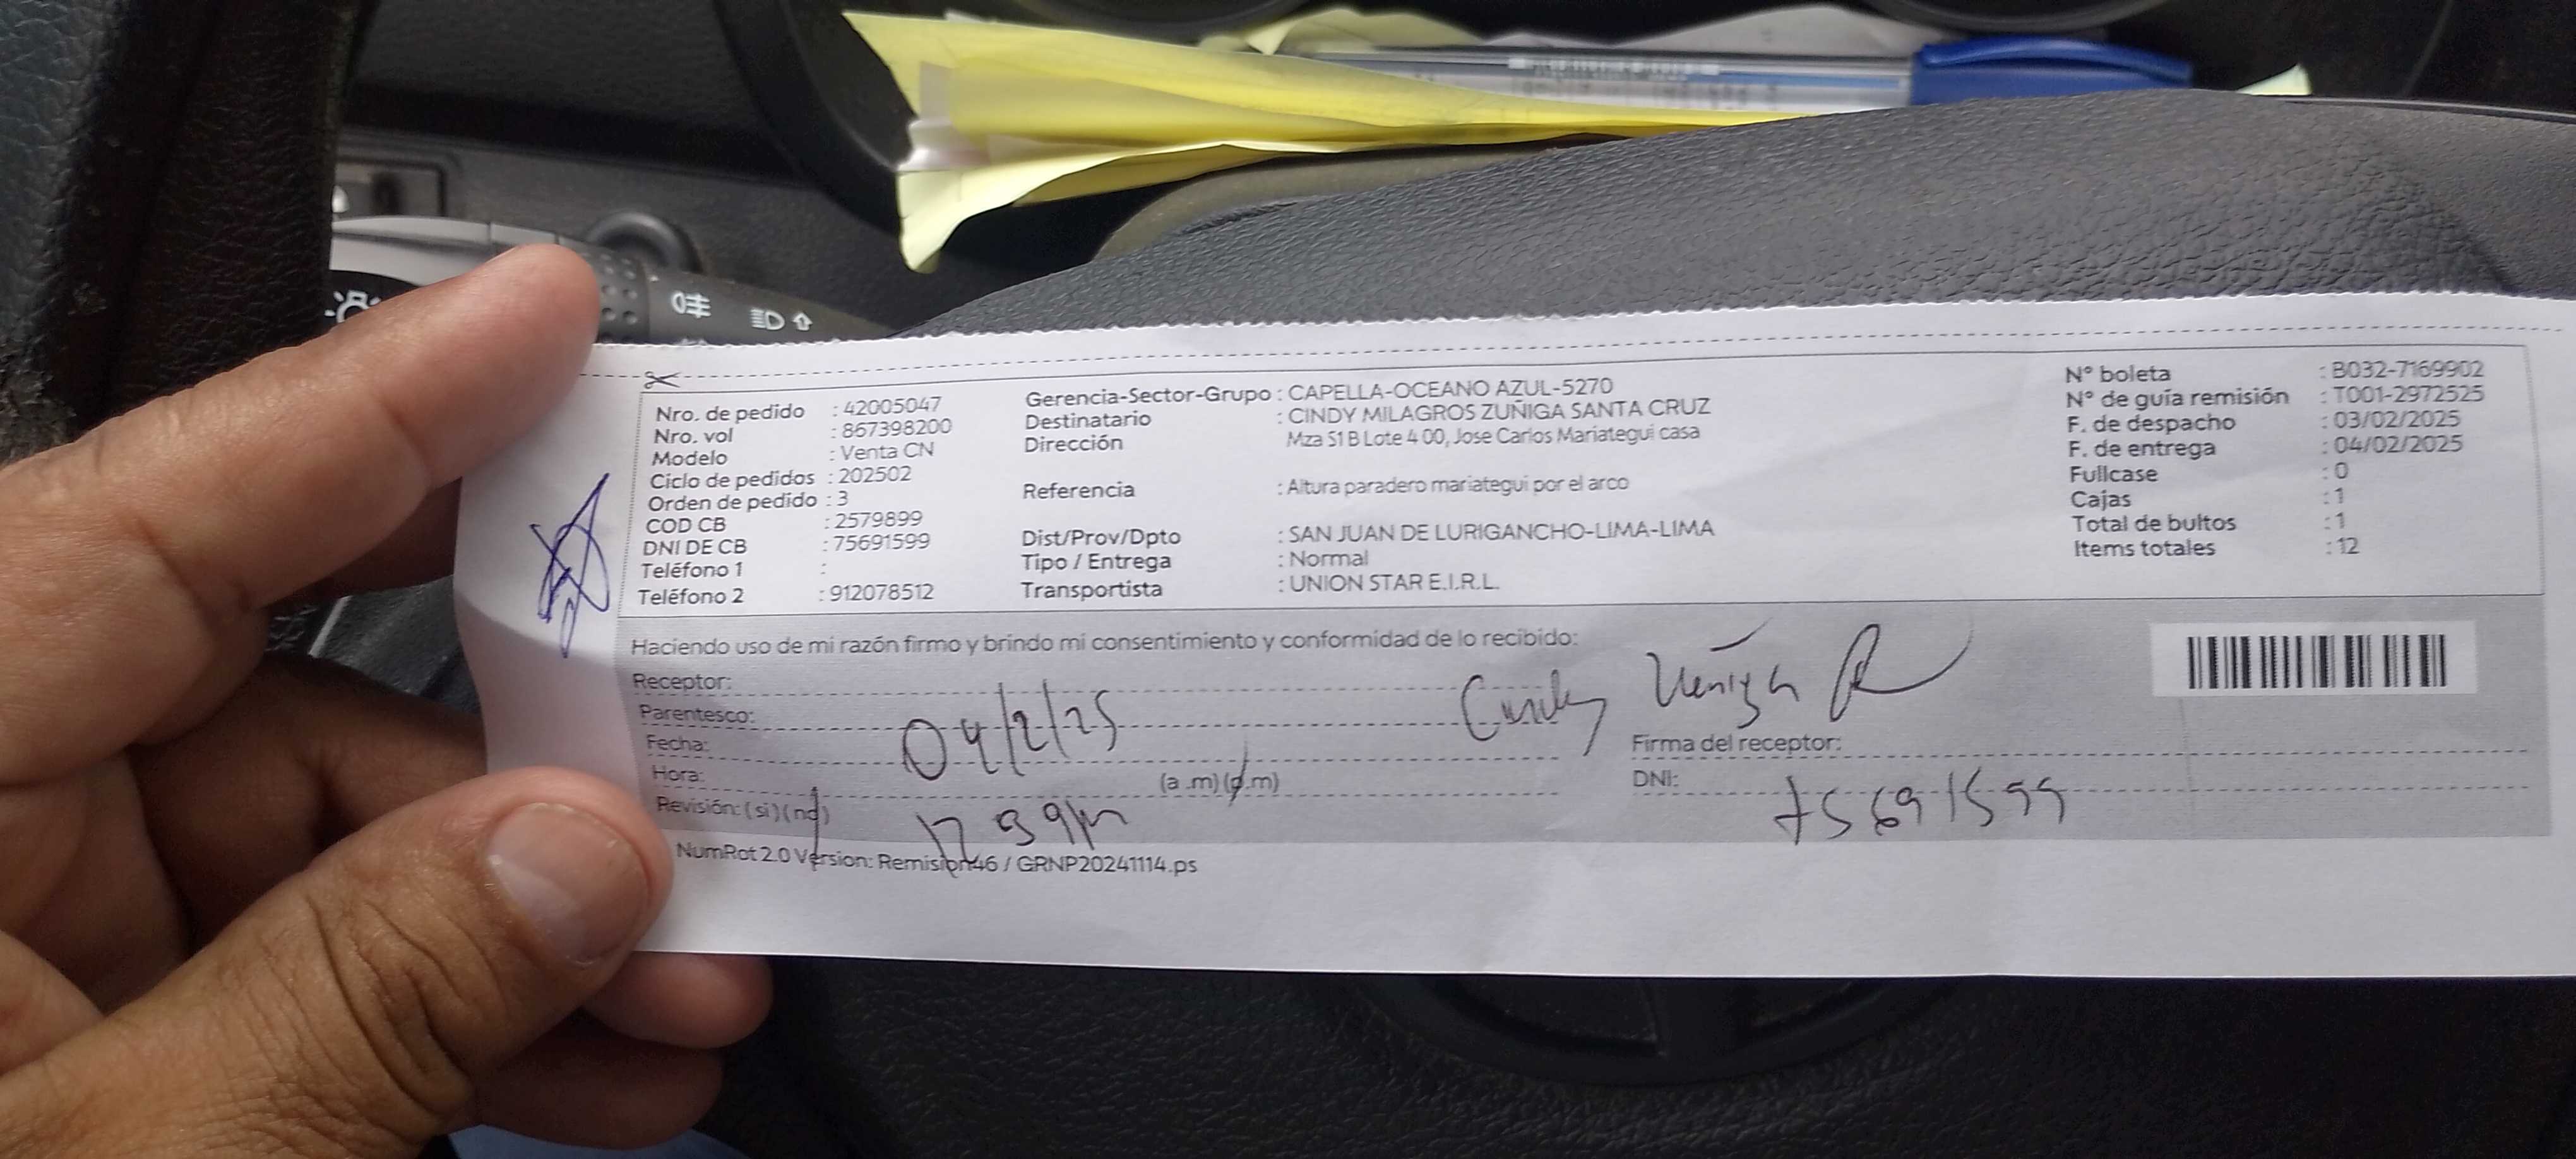 Nro. de pedido : 42005047
Nro. vol : 867398200
Modelo : Venta CN
Ciclo de pedidos : 202502
Orden de pedido : 3
COD CB : 2579899
DNI DE CB : 75691599
Teléfono 1 :
Teléfono 2 : 912078512
Gerencia-Sector-Grupo : CAPELLA-OCEANO AZUL-5270
Destinatario : CINDY MILAGROS ZUÑIGA SANTA CRUZ
Dirección Mza S1 B Lote 4 00, Jose Carlos Mariategui casa
Referencia : Altura paradero mariategui por el arco
Dist/Prov/Dpto : SAN JUAN DE LURIGANCHO-LIMA-LIMA
Tipo / Entrega : Normal
Transportista : UNION STAR E.I.R.L.
N° boleta : B032-7169902
N° de guía remisión : T001-2972525
F. de despacho : 03/02/2025
F. de entrega : 04/02/2025
Fullcase : 0
Cajas : 1
Total de bultos : 1
Items totales : 12
Haciendo uso de mi razón firmo y brindo mi consentimiento y conformidad de lo recibido:
Receptor:
Parentesco:
Fecha: 04/2/25
Hora: (a.m)(p.m)
Revisión: (si)(no)
Cindy Zuñiga
Firma del receptor:
DNI: 75691599
NumRot 2.0 Version: Remision46 / GRNP20241114.ps